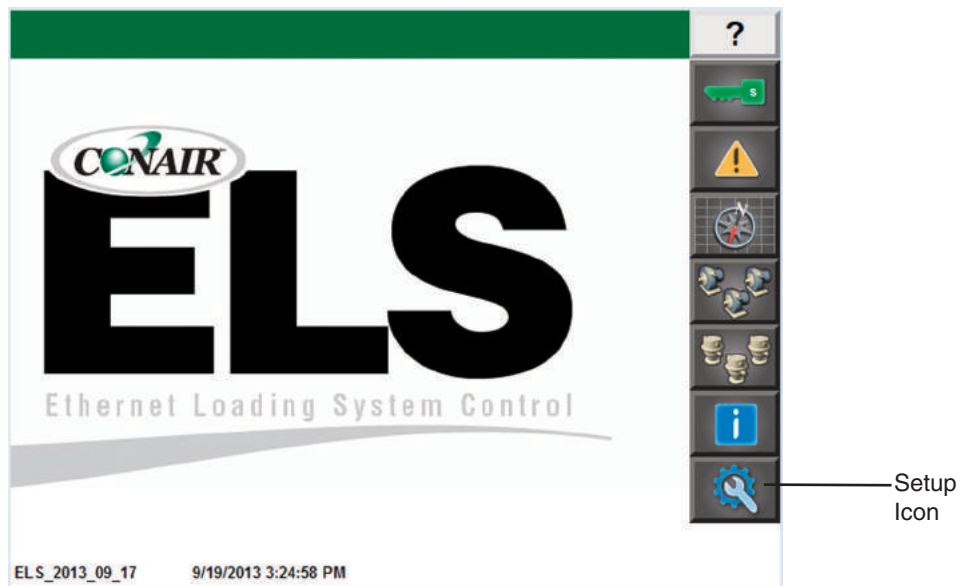 ?
S
CONAIR
N
ELS
Ethernet Loading System Control
i
Setup
Icon
ELS_2013_09_17 9/19/2013 3:24:58 PM